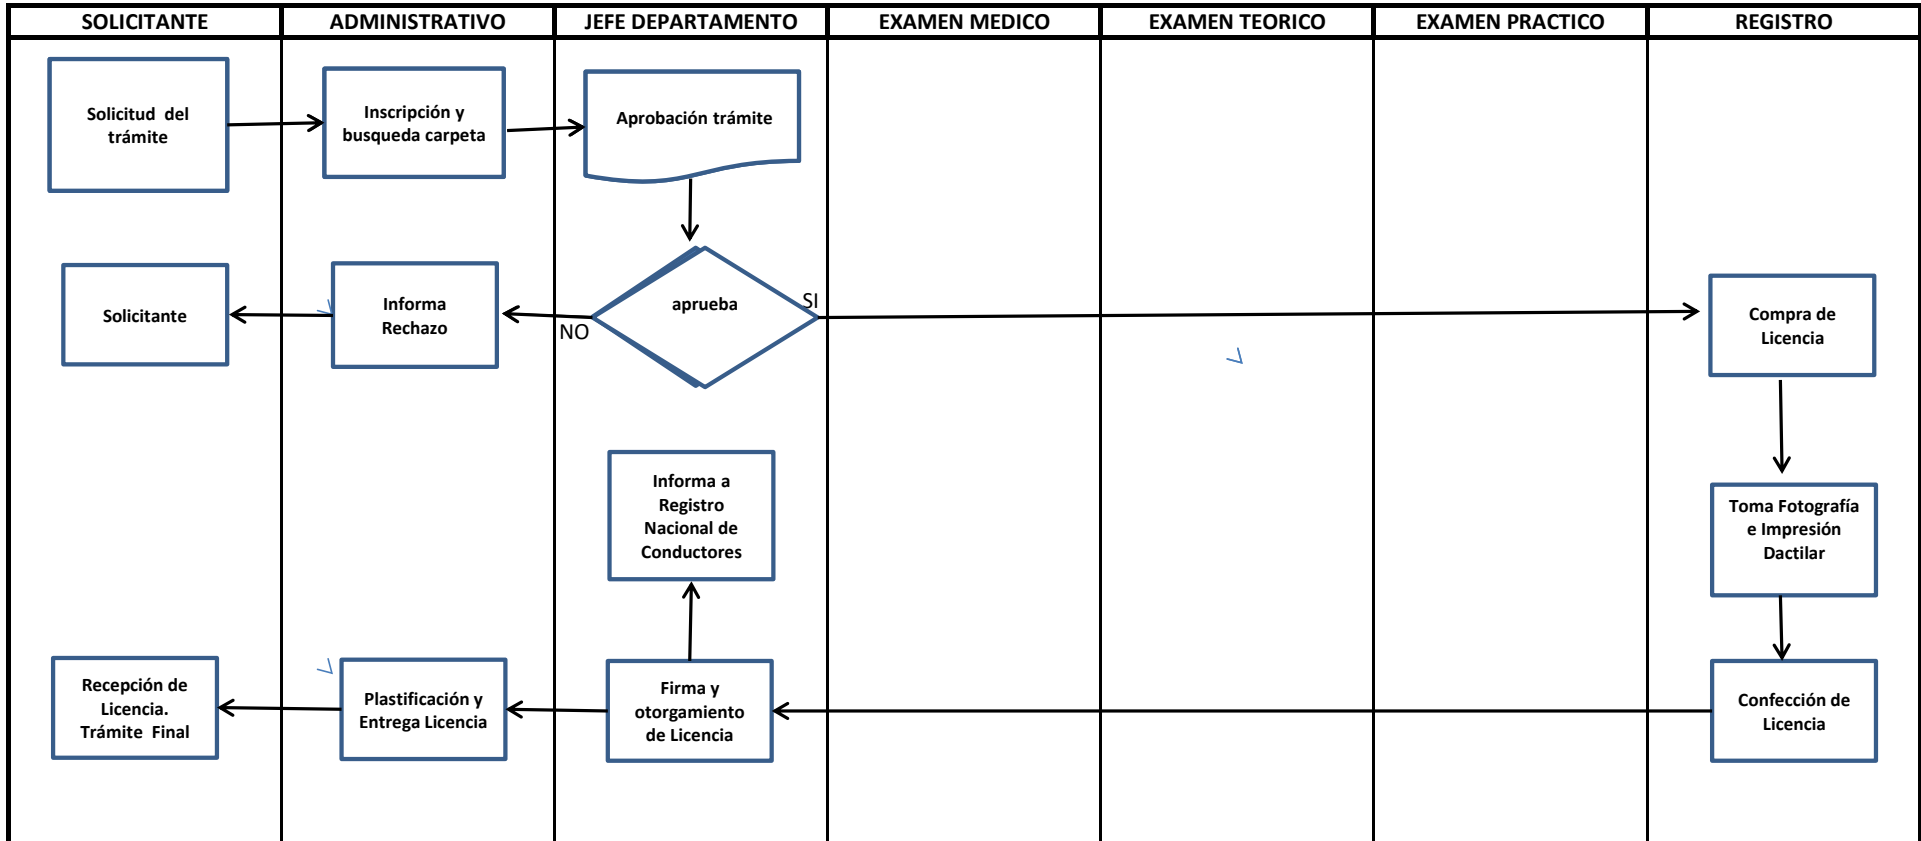 SOLICITANTE
ADMINISTRATIVO
JEFE DEPARTAMENTO
EXAMEN MEDICO
EXAMEN TEORICO
EXAMEN PRACTICO
REGISTRO
Solicitud del
trámite
Inscripción y
busqueda carpeta
Aprobación trámite
Solicitante
Informa
Rechazo
NO
aprueba
SI
Compra de
Licencia
Informa a
Registro
Nacional de
Conductores
Toma Fotografía
e Impresión
Dactilar
Recepción de
Licencia.
Trámite Final
Plastificación y
Entrega Licencia
Firma y
otorgamiento
de Licencia
Confección de
Licencia